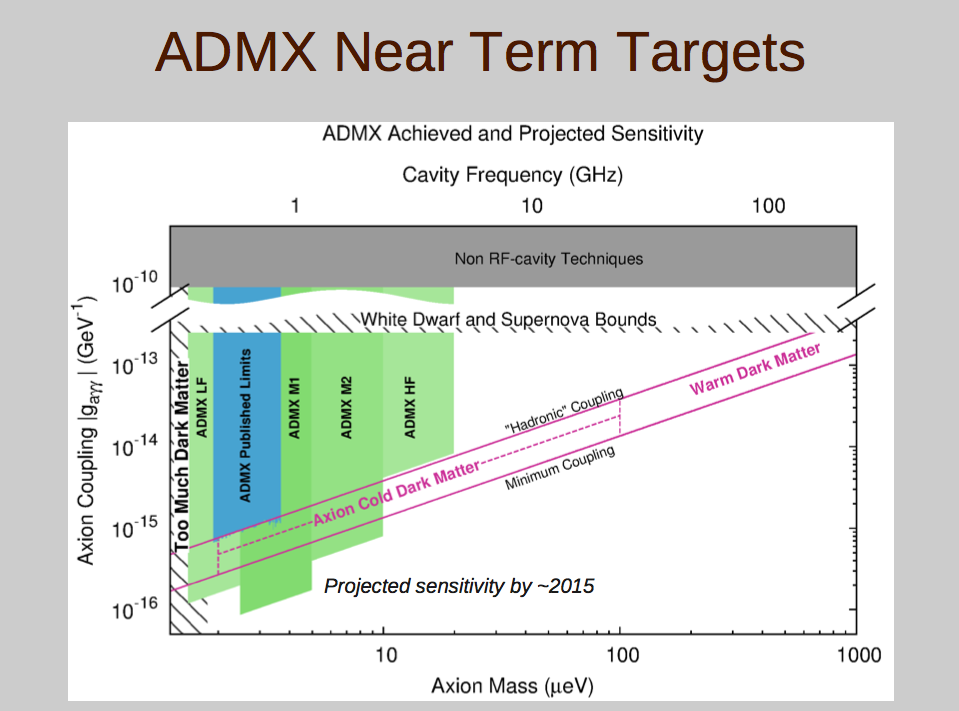 ADMX Near Term Targets
ADMX Achieved and Projected Sensitivity
Cavity Frequency (GHz)
1 10 100
Non RF-cavity Techniques
10⁻¹⁰
White Dwarf and Supernova Bounds
10⁻¹³
10⁻¹⁴
10⁻¹⁵
10⁻¹⁶
Axion Coupling |gₐγγ| (GeV⁻¹)
Too Much Dark Matter
ADMX LF
ADMX Published Limits
ADMX M1
ADMX M2
ADMX HF
Warm Dark Matter
"Hadronic" Coupling
Axion Cold Dark Matter
Minimum Coupling
Projected sensitivity by ~2015
10 100 1000
Axion Mass (μeV)